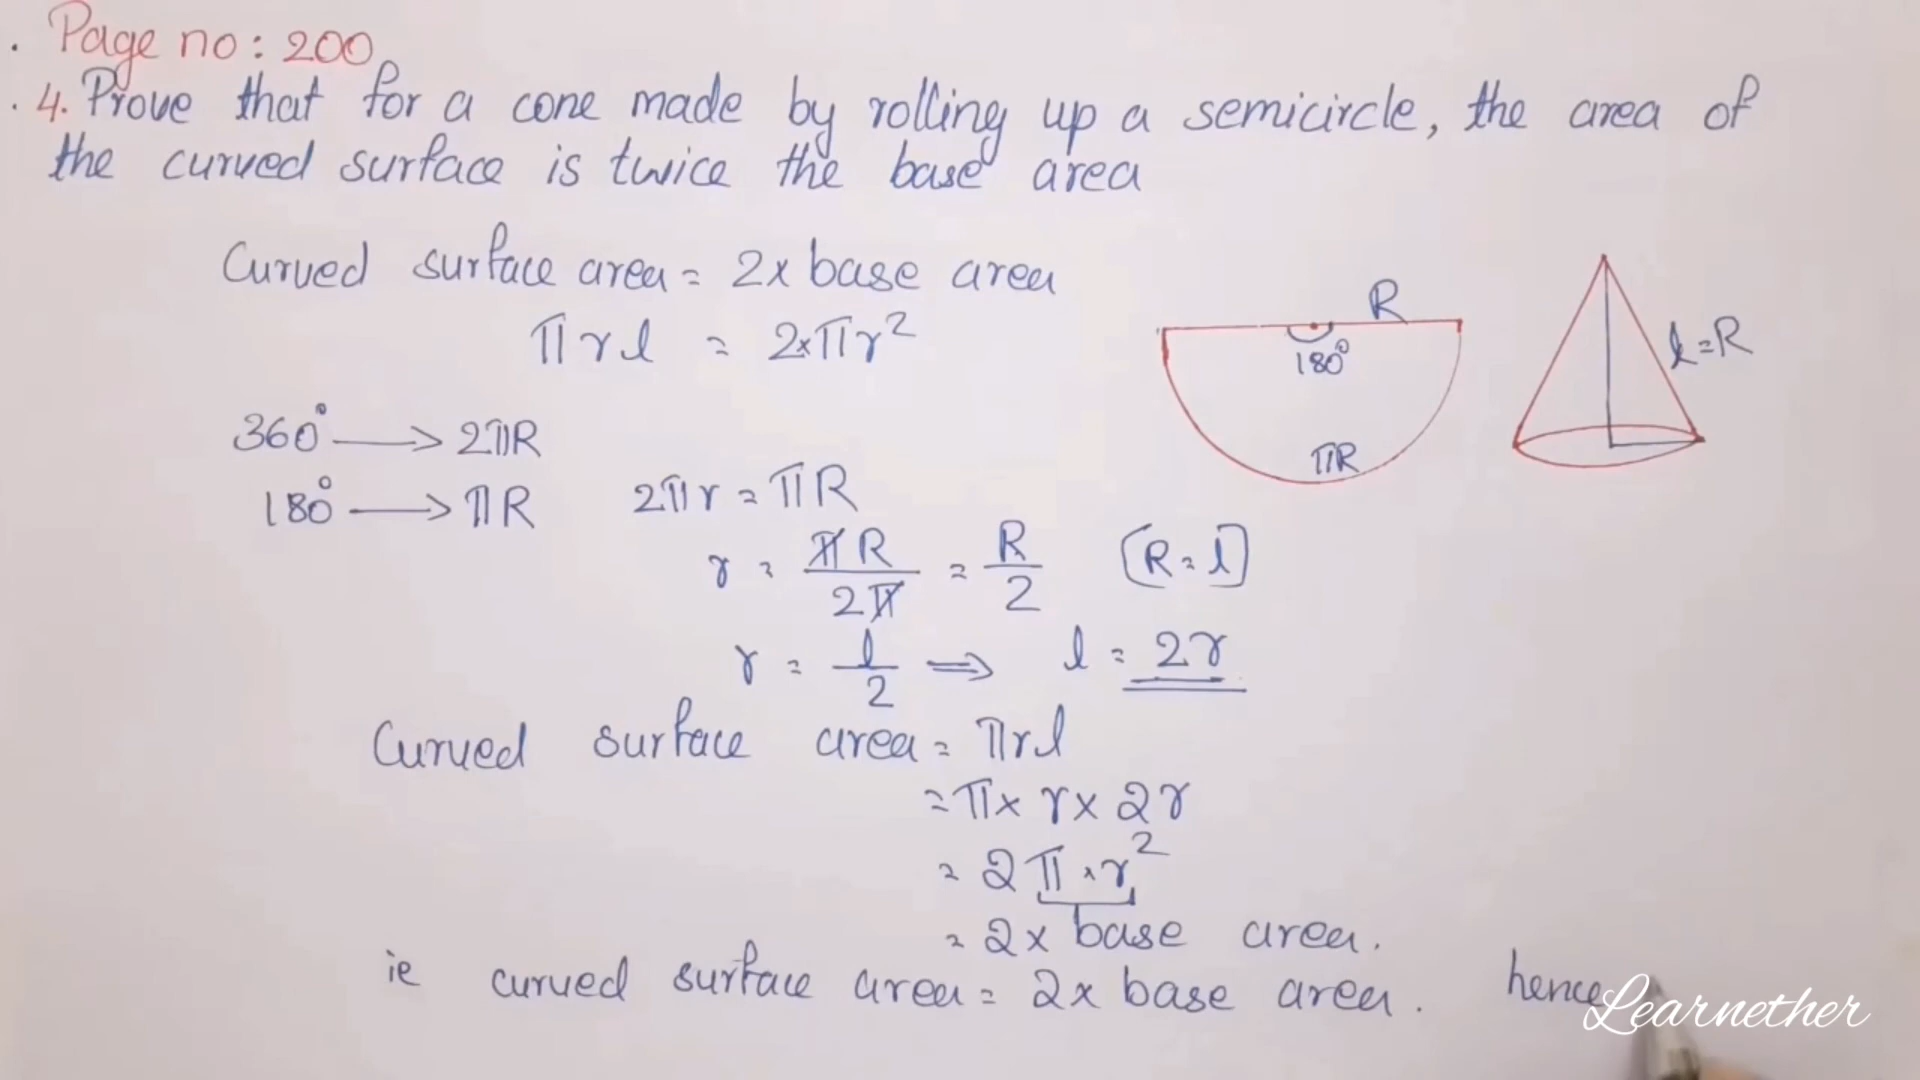 Page no: 200
4. Prove that for a cone made by rolling up a semicircle, the area of
the curved surface is twice the base area
Curved surface area = 2x base area
πrl = 2×πr²
R
180°
πR
l=R
360° → 2πR
180° → πR
2πr = πR
r = πR/2π = R/2 [R=l]
r = l/2 ⇒ l = 2r
Curved surface area = πrl
= π× r× 2r
= 2π×r²
= 2x base area.
ie curved surface area = 2x base area. hence
Learnether